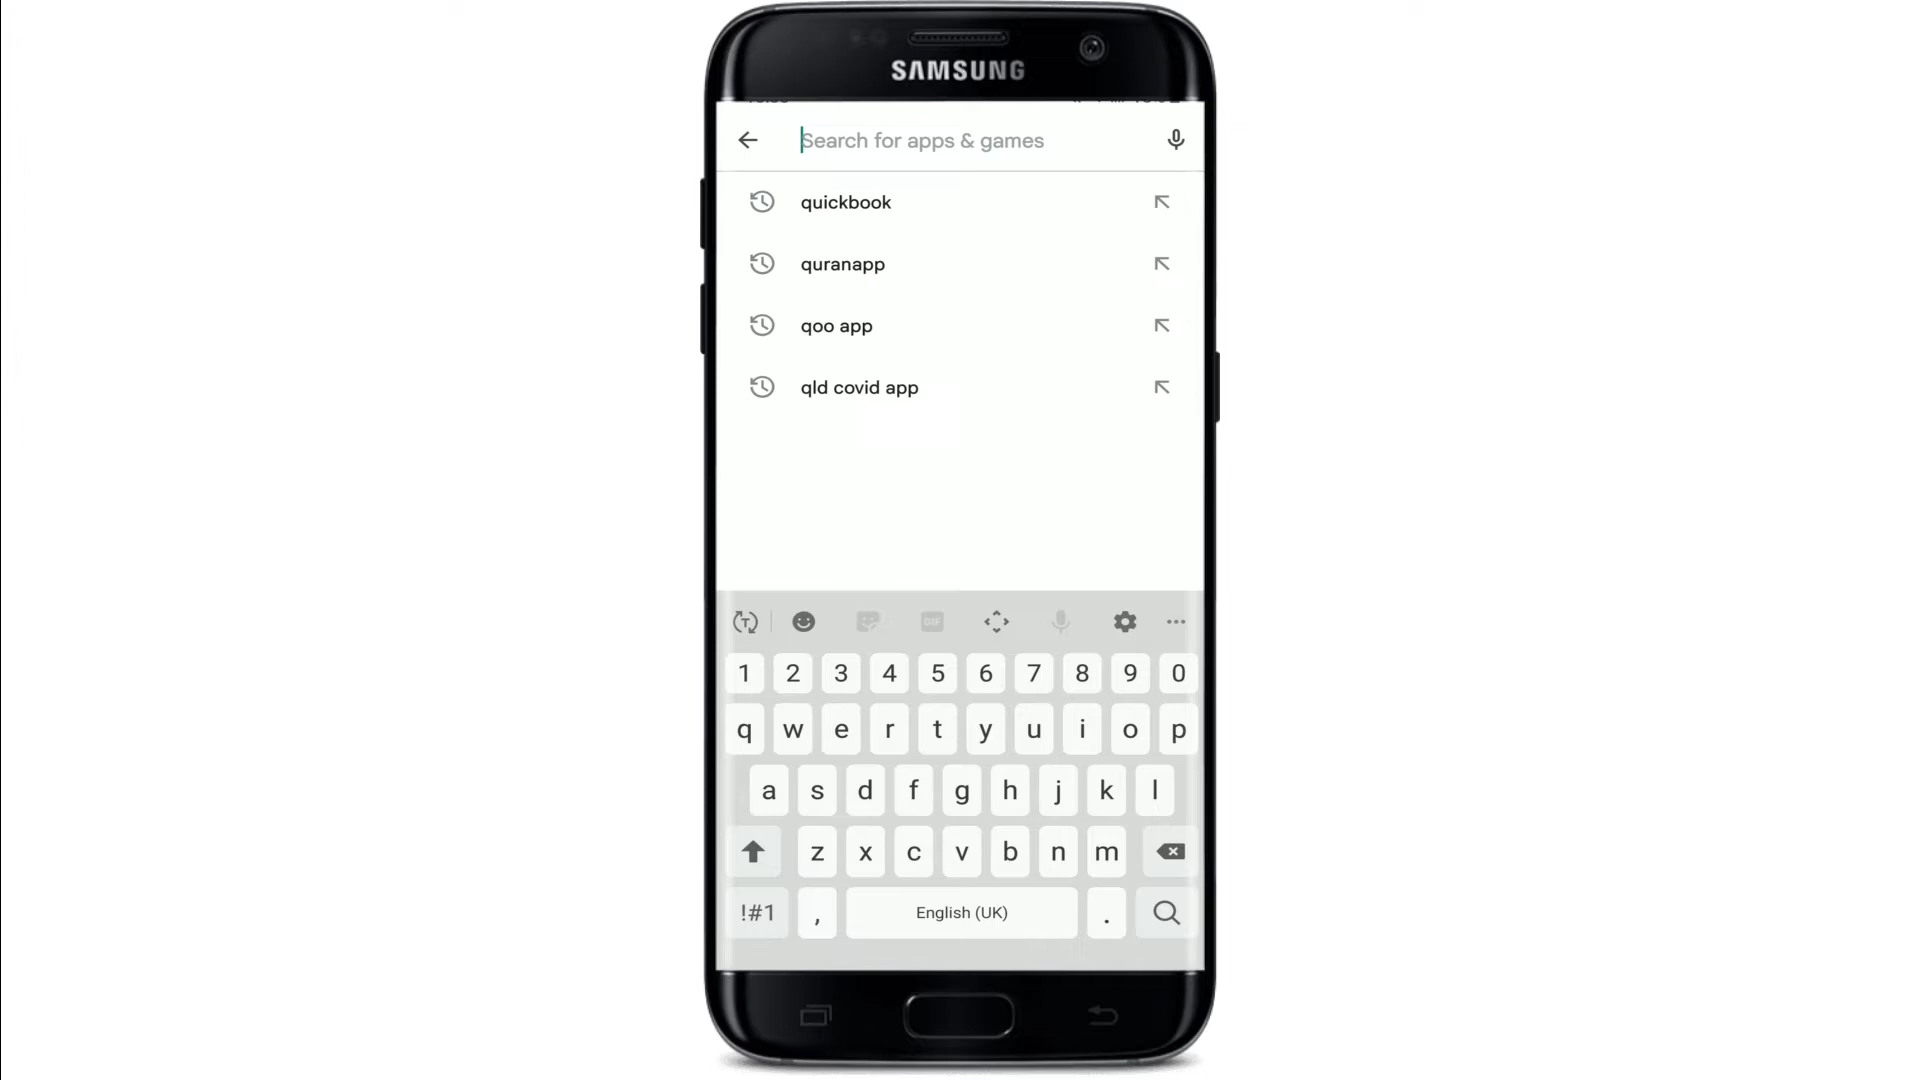 SAMSUNG
Search for apps & games
quickbook
quranapp
qoo app
qld covid app
T GIF
1 2 3 4 5 6 7 8 9 0
q w e r t y u i o p
a s d f g h j k l
z x c v b n m
!#1 , English (UK) .